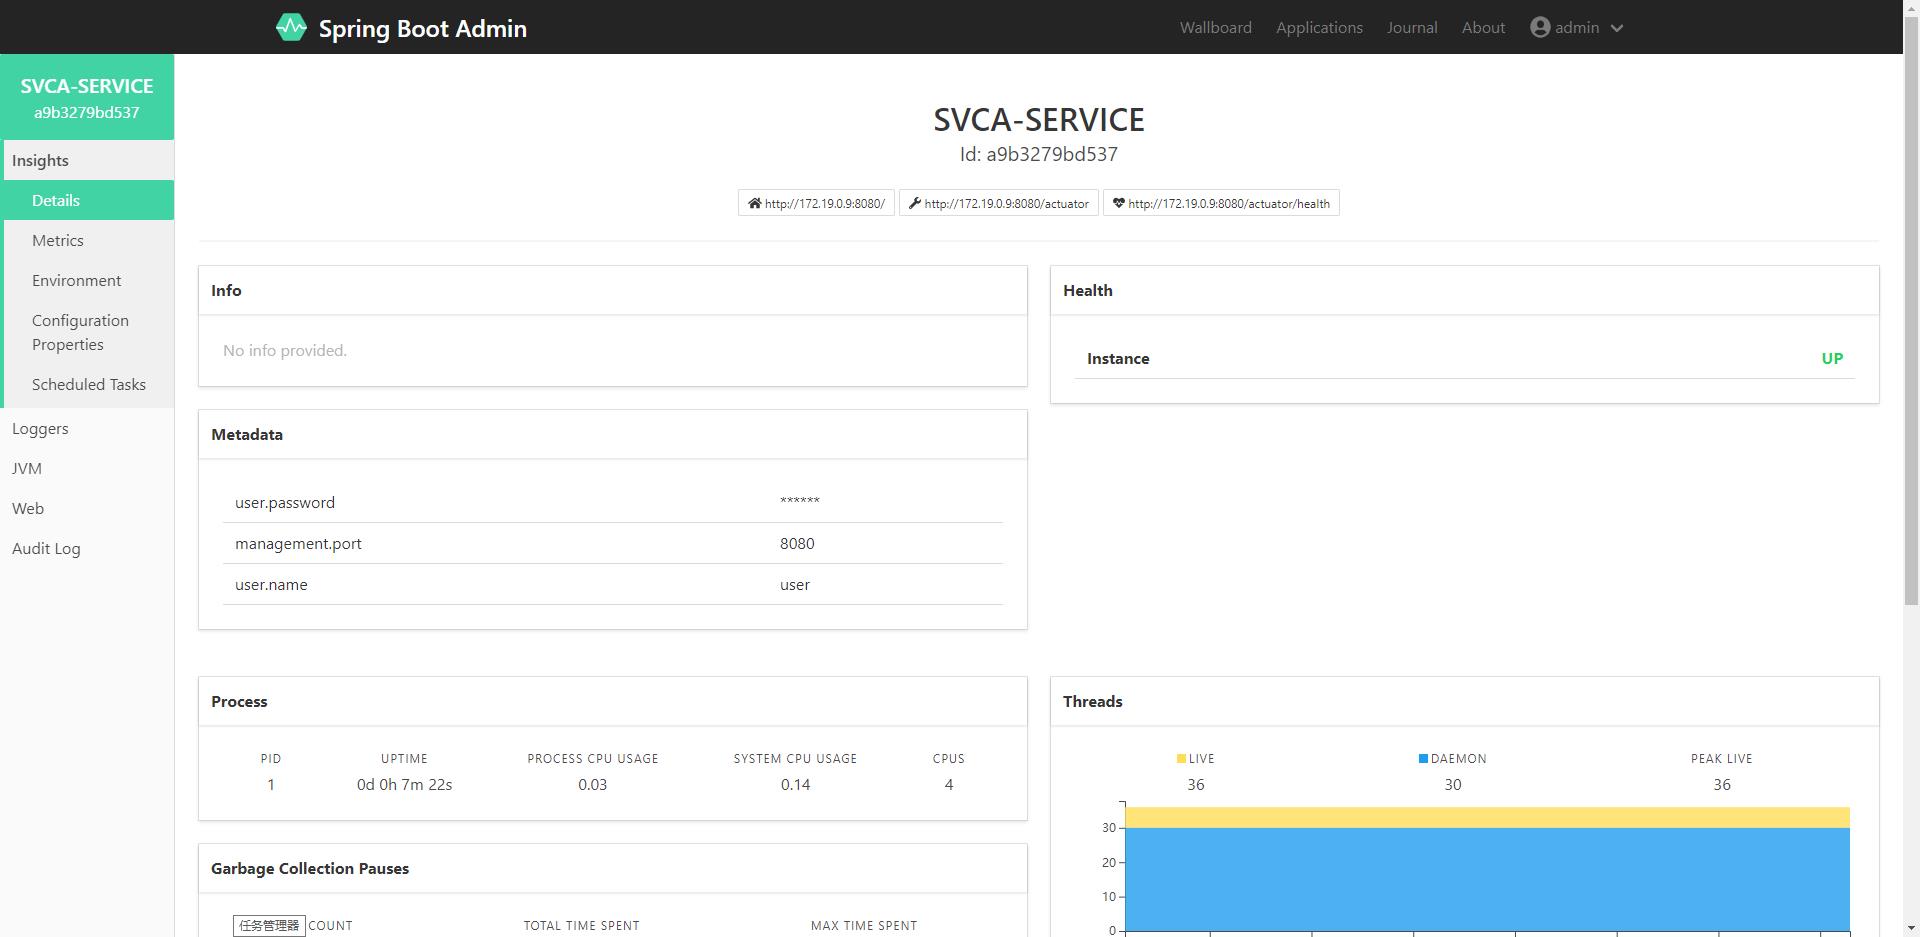 Spring Boot Admin
Wallboard Applications Journal About admin
SVCA-SERVICE
a9b3279bd537
Insights
Details
Metrics
Environment
Configuration
Properties
Scheduled Tasks
Loggers
JVM
Web
Audit Log
SVCA-SERVICE
Id: a9b3279bd537
http://172.19.0.9:8080/ http://172.19.0.9:8080/actuator http://172.19.0.9:8080/actuator/health
Info
No info provided.
Health
Instance UP
Metadata
user.password ******
management.port 8080
user.name user
Process
PID UPTIME PROCESS CPU USAGE SYSTEM CPU USAGE CPUS
1 0d 0h 7m 22s 0.03 0.14 4
Threads
LIVE DAEMON PEAK LIVE
36 30 36
30
20
10
0
Garbage Collection Pauses
任务管理器 COUNT TOTAL TIME SPENT MAX TIME SPENT